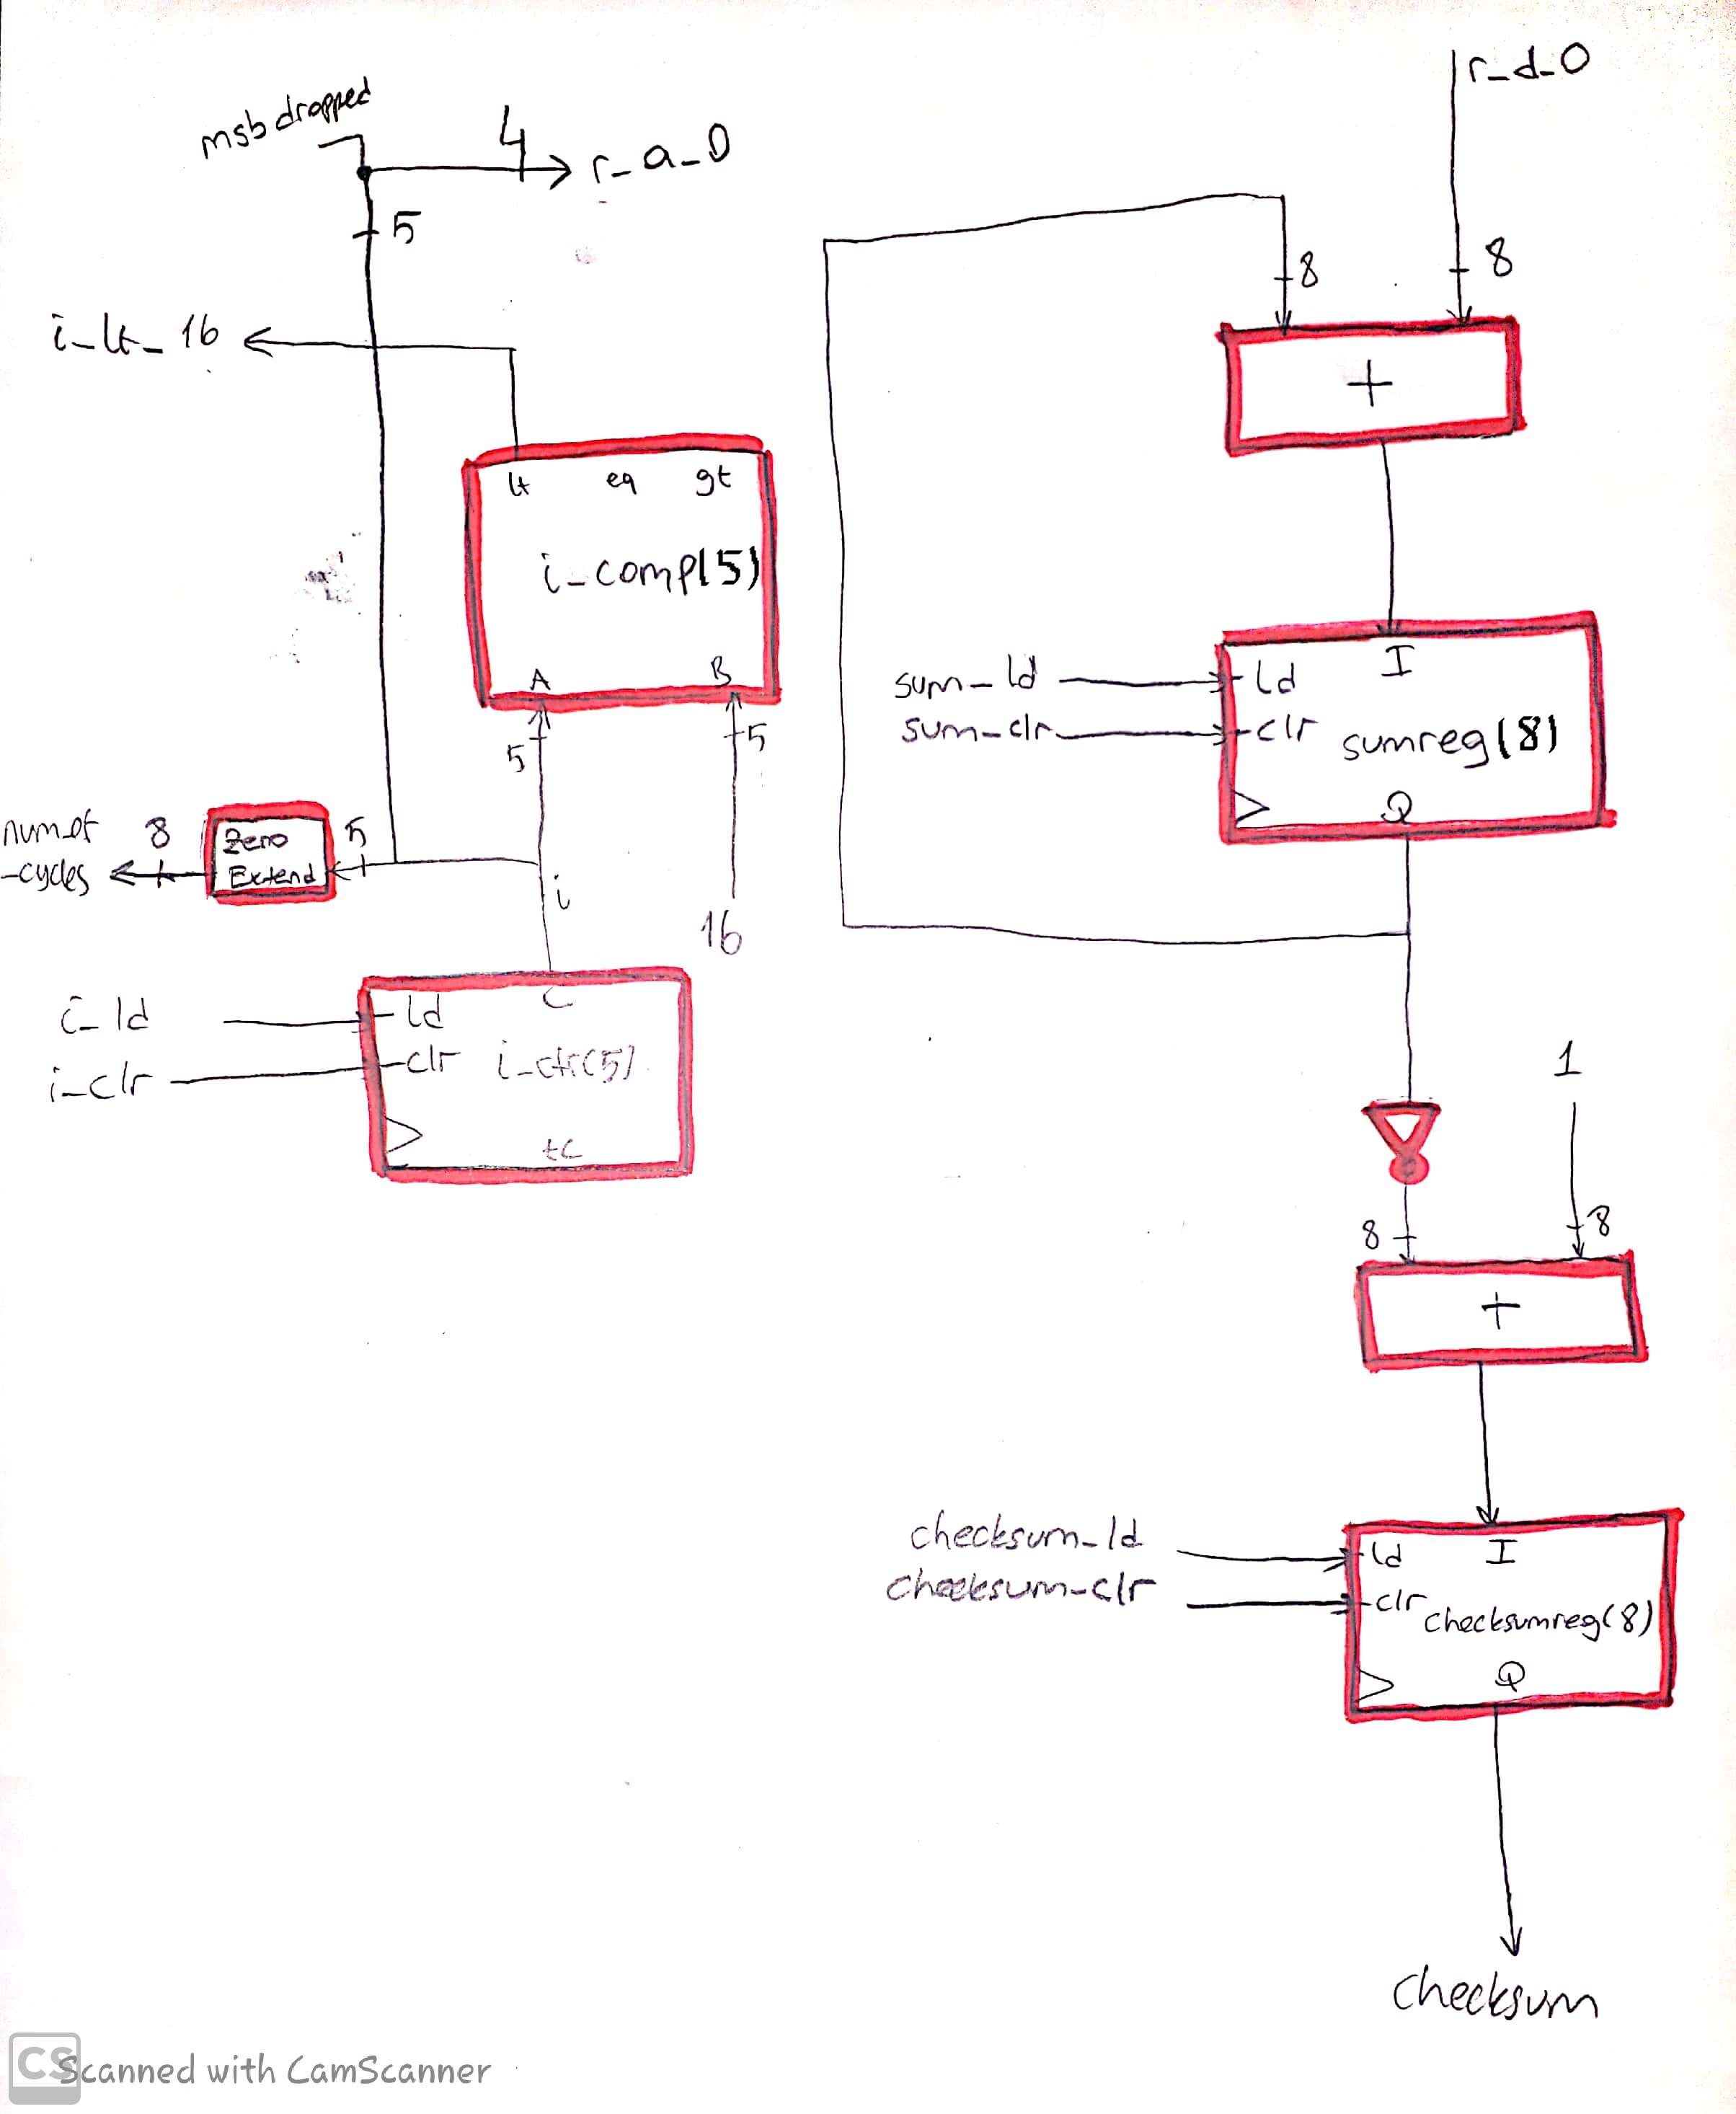 msb dropped
4
r_a_0
5
i_lt_16
lt eq gt
i_comp(5)
A B
5
5
num_of
_cycles
8
Zero
Extend
5
i
16
i_ld
i_clr
ld
clr
C
i_ctr(5)
tc
r_d_0
8
8
+
sum_ld
sum_clr
ld
clr
I
sumreg(8)
Q
1
8
8
+
checksum_ld
checksum_clr
ld
clr
I
checksumreg(8)
Q
checksum
CS
Scanned with CamScanner